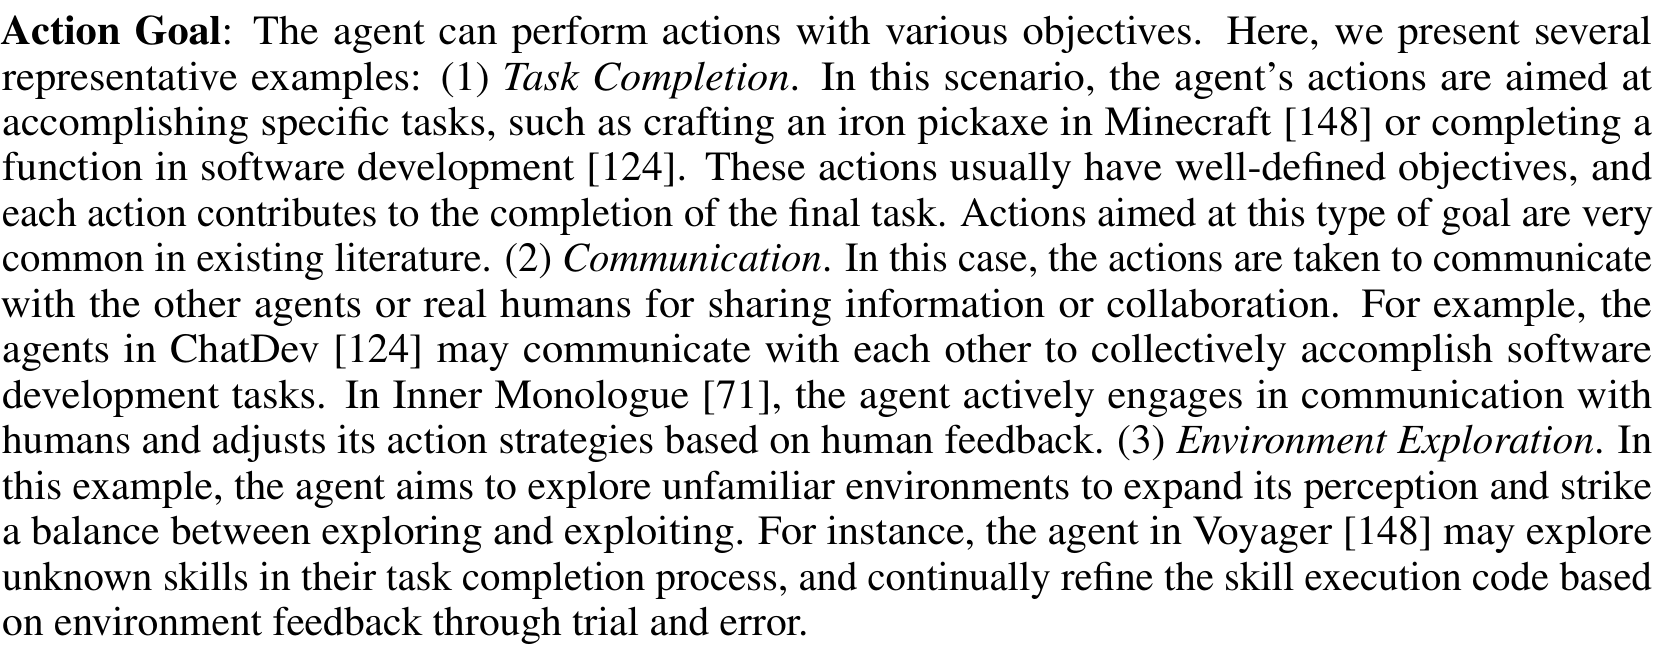 Action Goal: The agent can perform actions with various objectives. Here, we present several
representative examples: (1) Task Completion. In this scenario, the agent's actions are aimed at
accomplishing specific tasks, such as crafting an iron pickaxe in Minecraft [148] or completing a
function in software development [124]. These actions usually have well-defined objectives, and
each action contributes to the completion of the final task. Actions aimed at this type of goal are very
common in existing literature. (2) Communication. In this case, the actions are taken to communicate
with the other agents or real humans for sharing information or collaboration. For example, the
agents in ChatDev [124] may communicate with each other to collectively accomplish software
development tasks. In Inner Monologue [71], the agent actively engages in communication with
humans and adjusts its action strategies based on human feedback. (3) Environment Exploration. In
this example, the agent aims to explore unfamiliar environments to expand its perception and strike
a balance between exploring and exploiting. For instance, the agent in Voyager [148] may explore
unknown skills in their task completion process, and continually refine the skill execution code based
on environment feedback through trial and error.